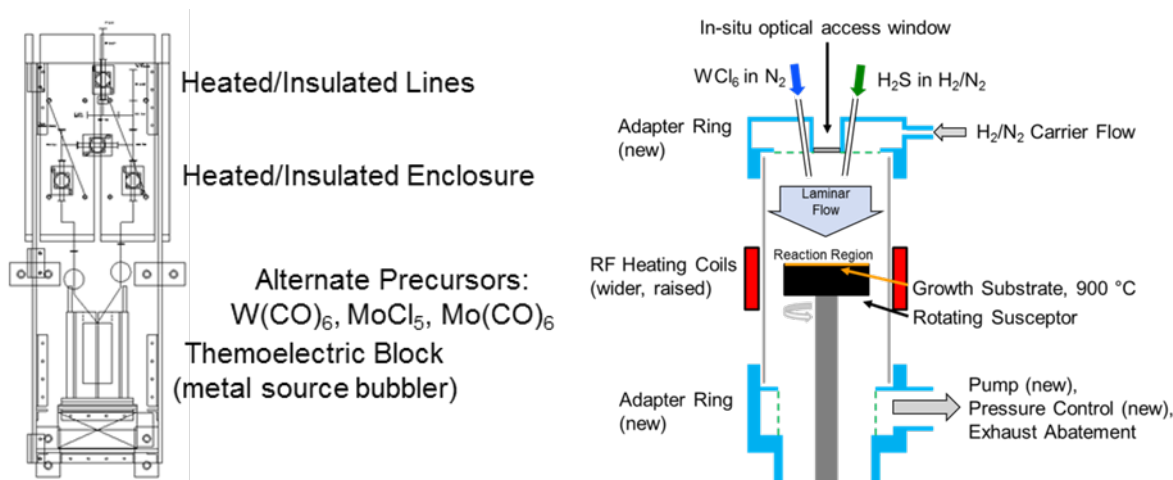 Heated/Insulated Lines
Heated/Insulated Enclosure
Alternate Precursors:
W(CO)₆, MoCl₅, Mo(CO)₆
Themoelectric Block
(metal source bubbler)
In-situ optical access window
WCl₆ in N₂
H₂S in H₂/N₂
Adapter Ring
(new)
H₂/N₂ Carrier Flow
Laminar
Flow
Reaction Region
RF Heating Coils
(wider, raised)
Growth Substrate, 900 °C
Rotating Susceptor
Adapter Ring
(new)
Pump (new),
Pressure Control (new),
Exhaust Abatement